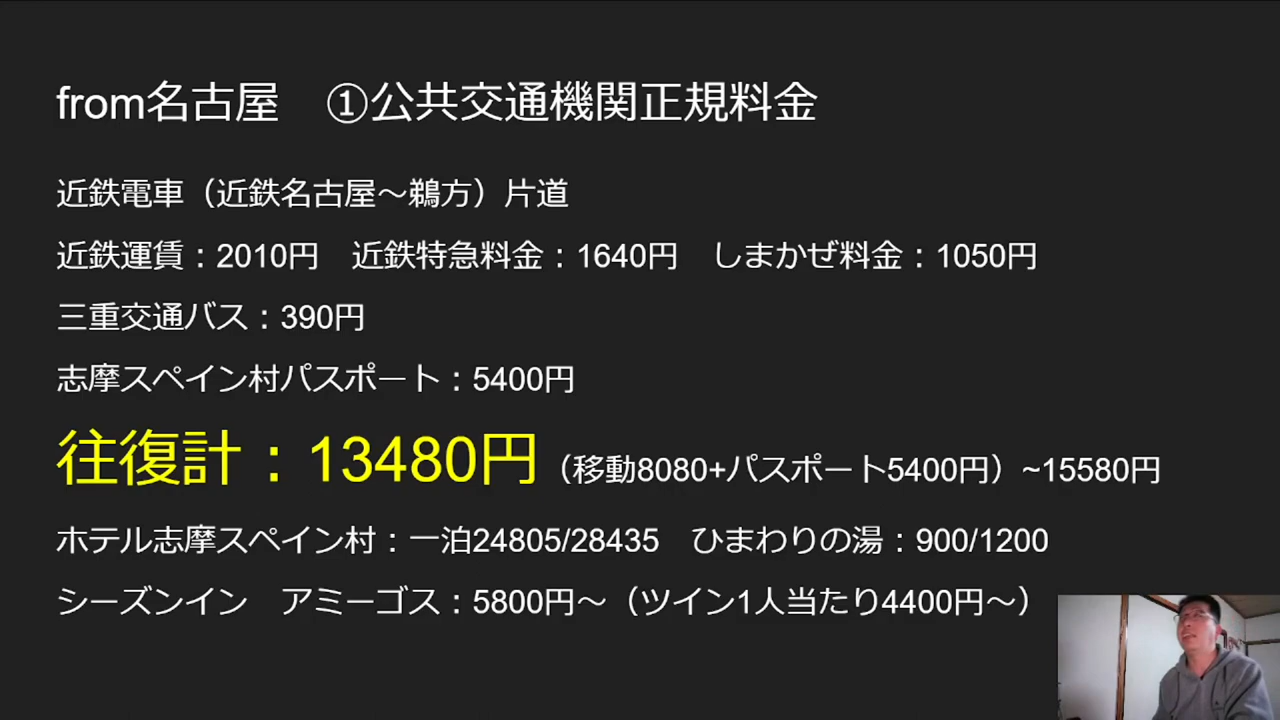 from名古屋　①公共交通機関正規料金
近鉄電車（近鉄名古屋～鵜方）片道
近鉄運賃：2010円　近鉄特急料金：1640円　しまかぜ料金：1050円
三重交通バス：390円
志摩スペイン村パスポート：5400円
往復計：13480円（移動8080+パスポート5400円）~15580円
ホテル志摩スペイン村：一泊24805/28435　ひまわりの湯：900/1200
シーズンイン　アミーゴス：5800円～（ツイン1人当たり4400円～）